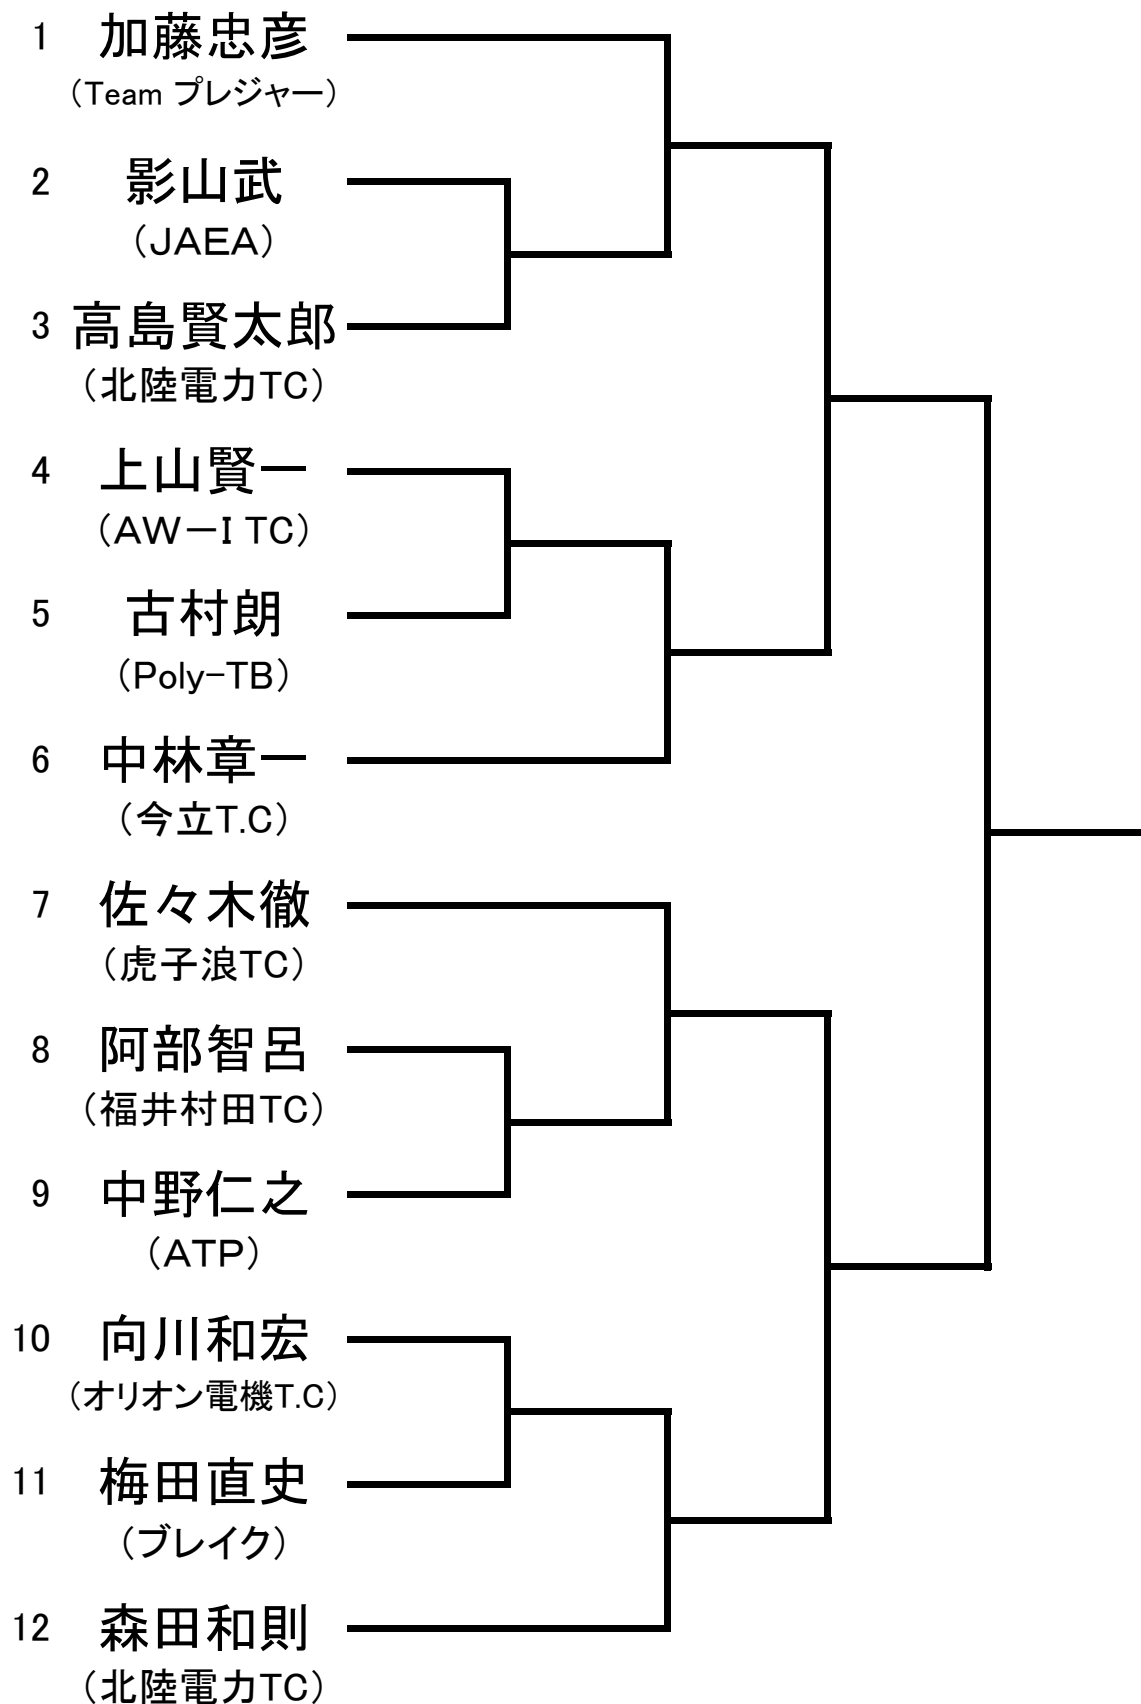 1 加藤忠彦
（Team プレジャー）
2 影山武
（JAEA）
3 高島賢太郎
（北陸電力TC）
4 上山賢一
（AW－I TC）
5 古村朗
（Poly-TB）
6 中林章一
（今立T.C）
7 佐々木徹
（虎子浪TC）
8 阿部智呂
（福井村田TC）
9 中野仁之
（ATP）
10 向川和宏
（オリオン電機T.C）
11 梅田直史
（ブレイク）
12 森田和則
（北陸電力TC）